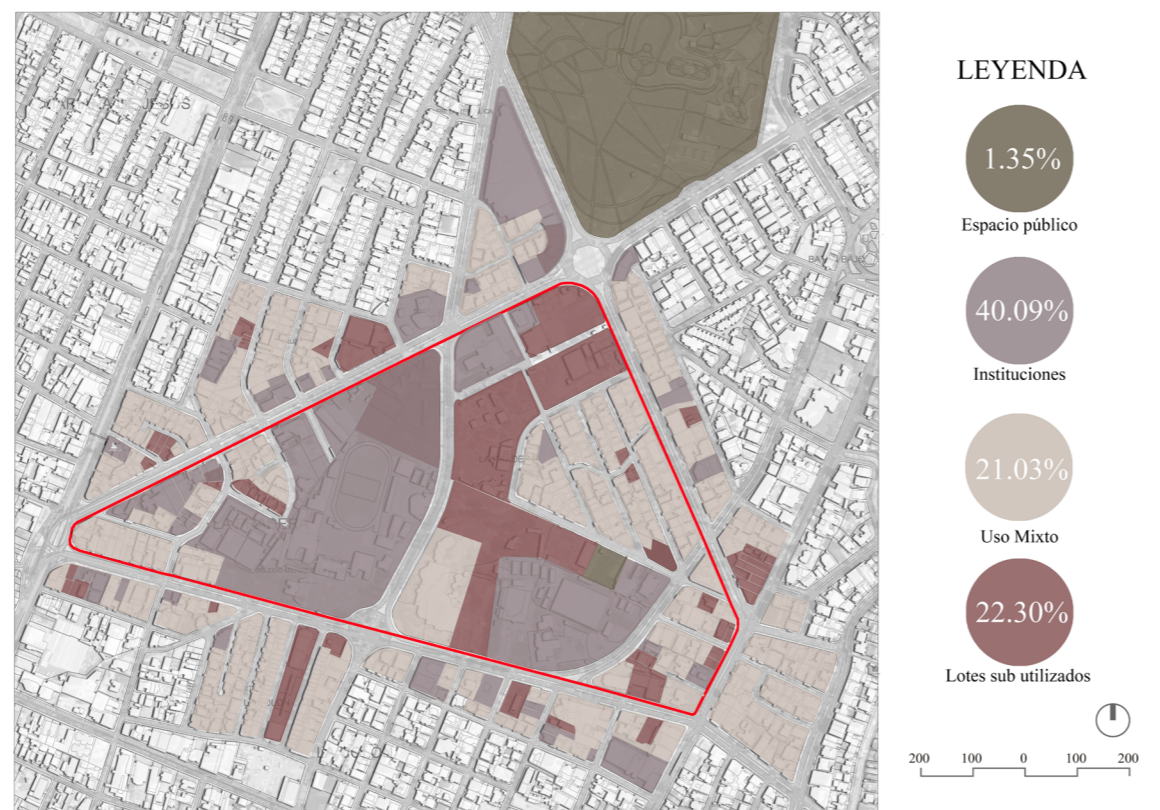 LEYENDA
1.35%
Espacio público
40.09%
Instituciones
21.03%
Uso Mixto
22.30%
Lotes sub utilizados
200 100 0 100 200